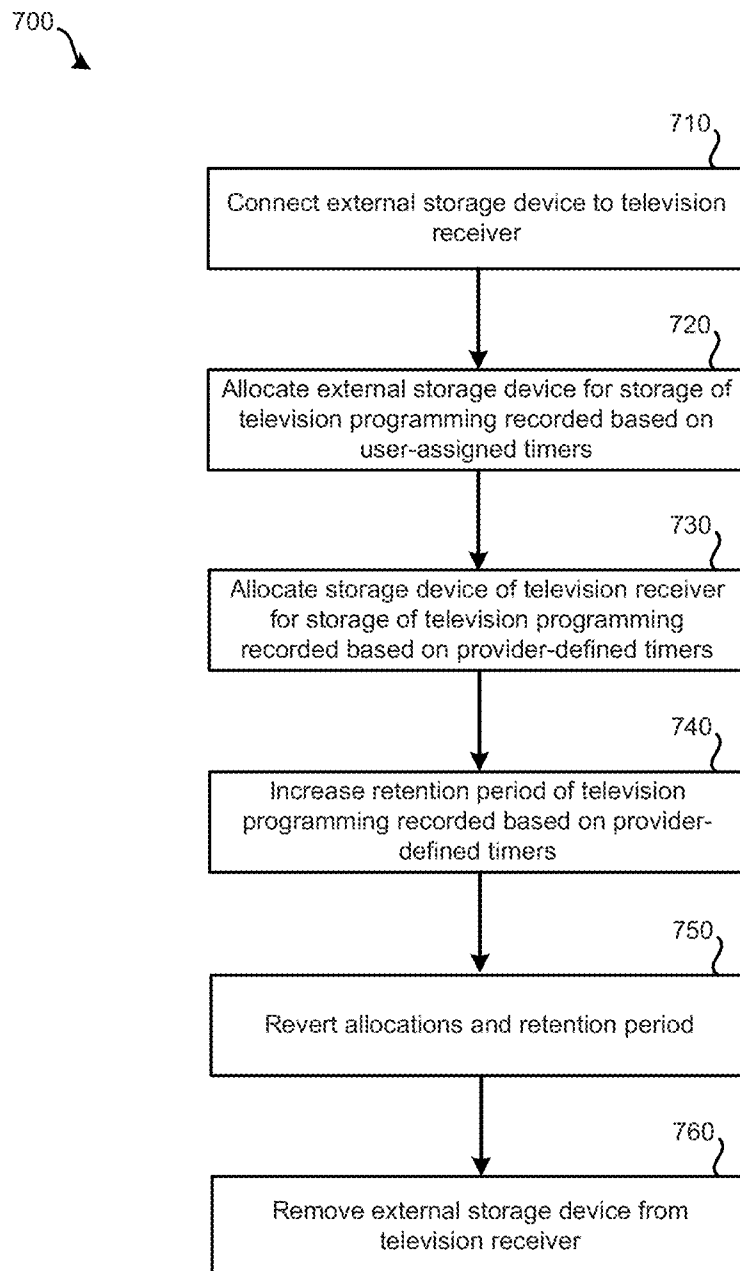 700
710
Connect external storage device to television
receiver
720
Allocate external storage device for storage of
television programming recorded based on
user-assigned timers
730
Allocate storage device of television receiver
for storage of television programming
recorded based on provider-defined timers
740
Increase retention period of television
programming recorded based on provider-
defined timers
750
Revert allocations and retention period
760
Remove external storage device from
television receiver